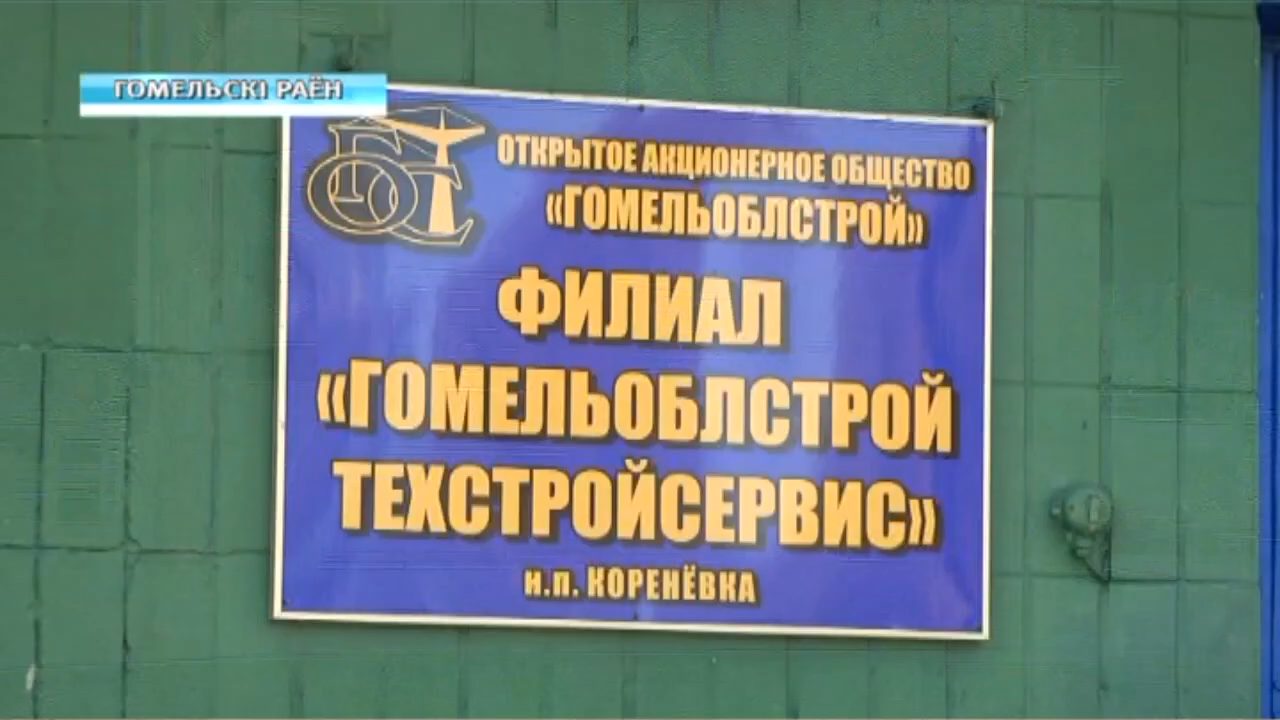 ГОМЕЛЬСКІ РАЁН
ОТКРЫТОЕ АКЦИОНЕРНОЕ ОБЩЕСТВО
«ГОМЕЛЬОБЛСТРОЙ»
ФИЛИАЛ
«ГОМЕЛЬОБЛСТРОЙ
ТЕХСТРОЙСЕРВИС»
н.п. КОРЕНЁВКА